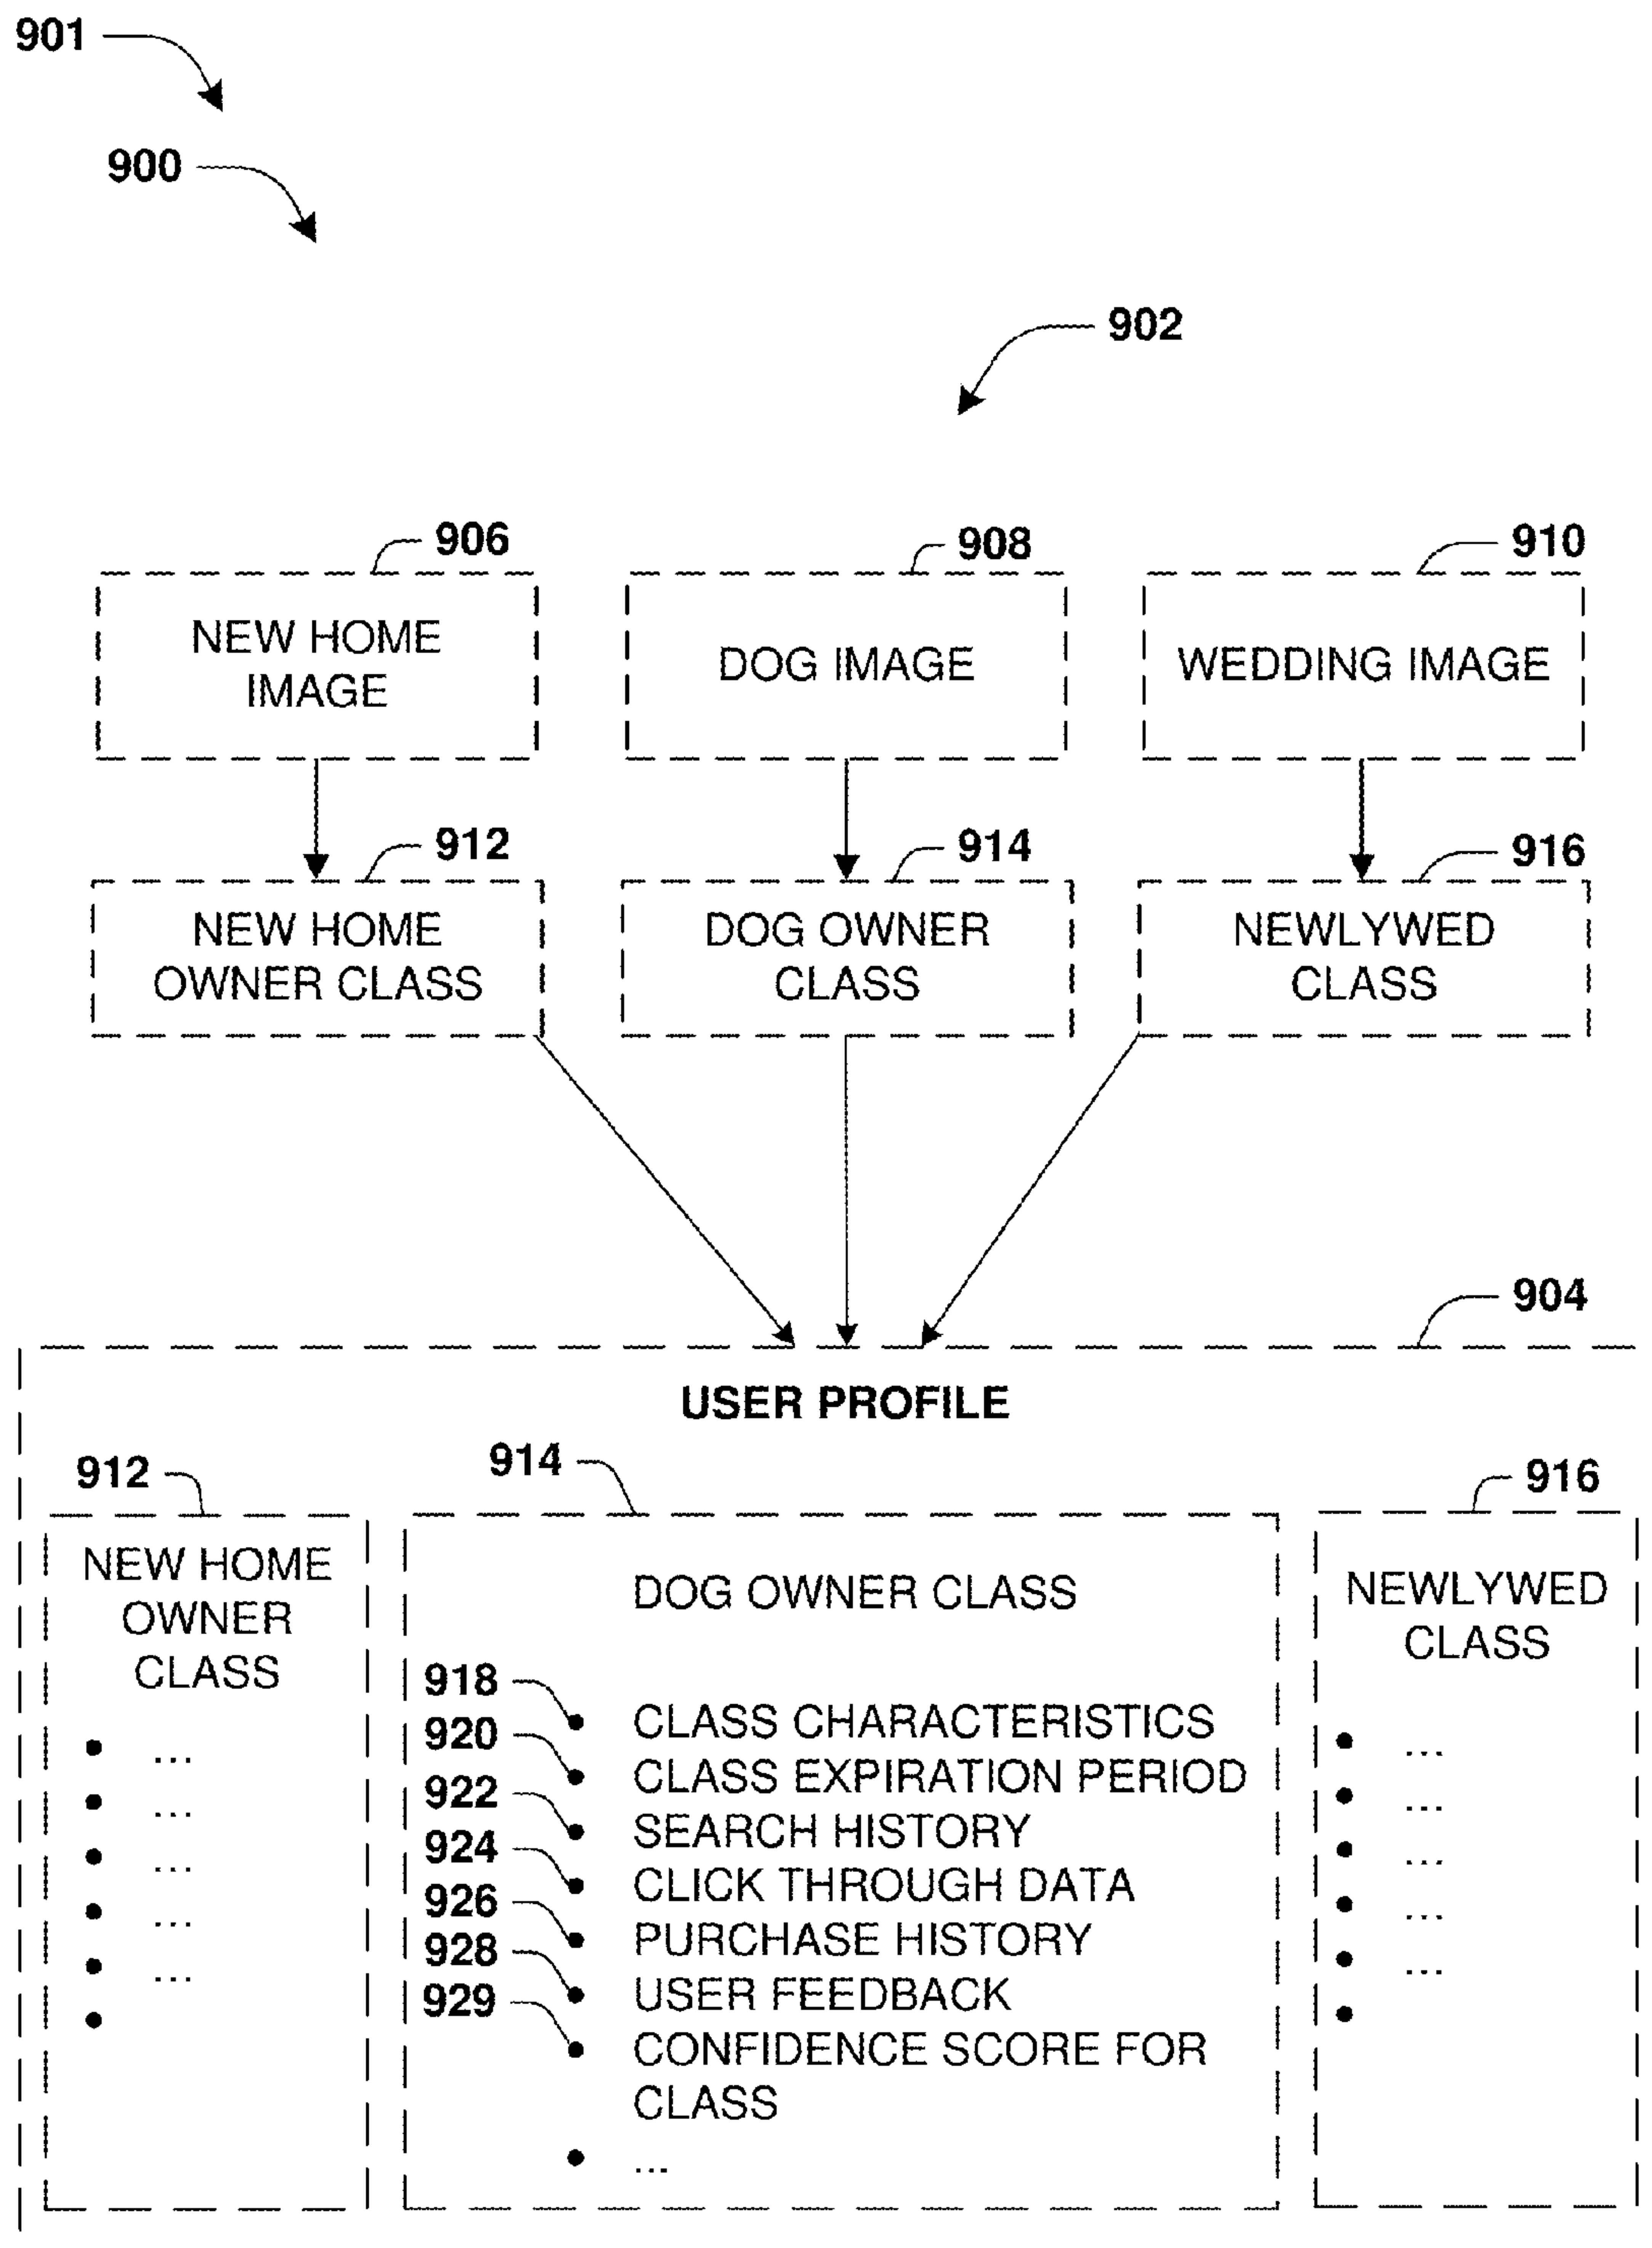 901
900
902
906
908
910
NEW HOME
IMAGE
DOG IMAGE
WEDDING IMAGE
912
914
916
NEW HOME
OWNER CLASS
DOG OWNER
CLASS
NEWLYWED
CLASS
904
USER PROFILE
912
914
916
NEW HOME
OWNER
CLASS
• ...
• ...
• ...
• ...
• ...
•
DOG OWNER CLASS
918 • CLASS CHARACTERISTICS
920 • CLASS EXPIRATION PERIOD
922 • SEARCH HISTORY
924 • CLICK THROUGH DATA
926 • PURCHASE HISTORY
928 • USER FEEDBACK
929 • CONFIDENCE SCORE FOR
CLASS
• ...
NEWLYWED
CLASS
• ...
• ...
• ...
• ...
• ...
•